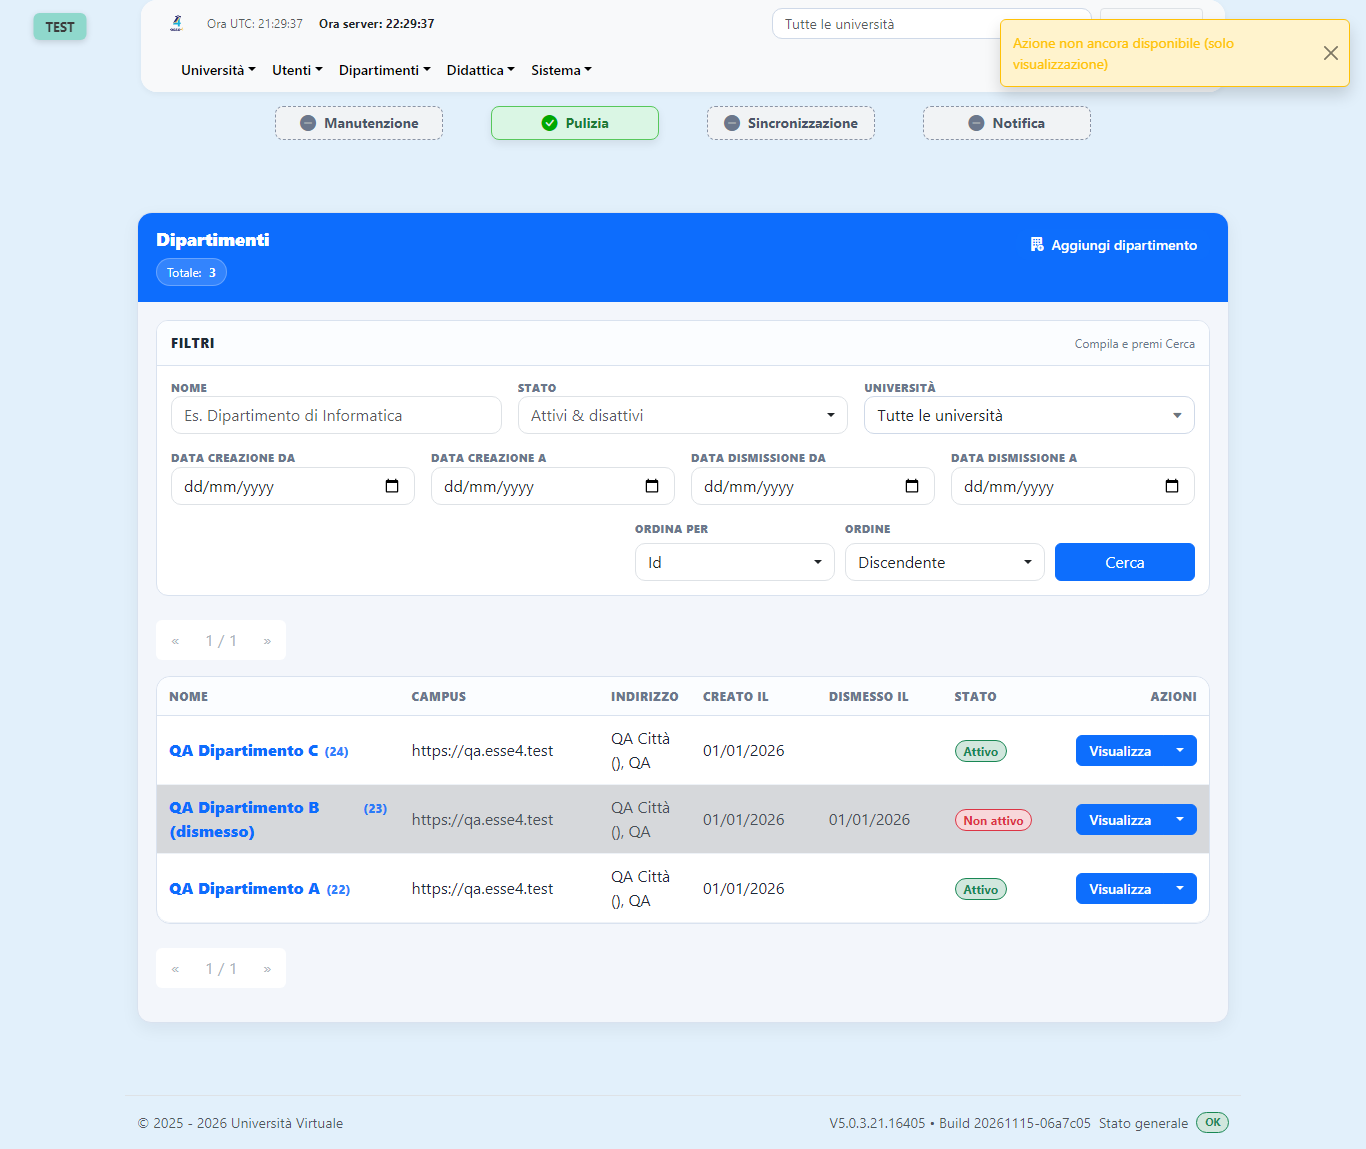 TEST
Ora UTC: 21:29:37 Ora server: 22:29:37
Tutte le università
Azione non ancora disponibile (solo
visualizzazione)
Università Utenti Dipartimenti Didattica Sistema
Manutenzione Pulizia Sincronizzazione Notifica
Dipartimenti
Aggiungi dipartimento
Totale: 3
FILTRI
Compila e premi Cerca
NOME STATO UNIVERSITÀ
Es. Dipartimento di Informatica Attivi & disattivi Tutte le università
DATA CREAZIONE DA DATA CREAZIONE A DATA DISMISSIONE DA DATA DISMISSIONE A
dd/mm/yyyy dd/mm/yyyy dd/mm/yyyy dd/mm/yyyy
ORDINA PER ORDINE
Id Discendente Cerca
« 1 / 1 »
NOME CAMPUS INDIRIZZO CREATO IL DISMESSO IL STATO AZIONI
QA Dipartimento C (24) https://qa.esse4.test QA Città (), QA 01/01/2026 Attivo Visualizza
QA Dipartimento B (dismesso) (23) https://qa.esse4.test QA Città (), QA 01/01/2026 01/01/2026 Non attivo Visualizza
QA Dipartimento A (22) https://qa.esse4.test QA Città (), QA 01/01/2026 Attivo Visualizza
« 1 / 1 »
© 2025 - 2026 Università Virtuale
V5.0.3.21.16405 • Build 20261115-06a7c05 Stato generale OK